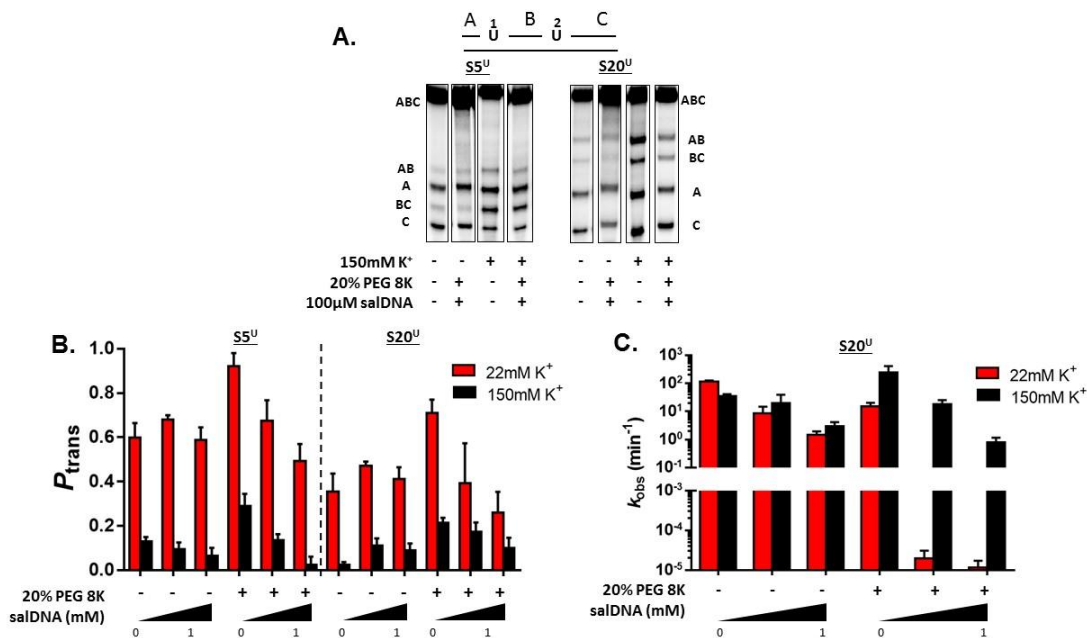 A 1 B 2 C
A. U U
S5ᵁ S20ᵁ
ABC ABC
AB AB
BC
A A
BC
C C
150mM K⁺ - - + + - - + +
20% PEG 8K - + - + - + - +
100µM salDNA - + - + - + - +
B. S5ᵁ S20ᵁ
22mM K⁺
150mM K⁺
Ptrans
1.0
0.8
0.6
0.4
0.2
0.0
20% PEG 8K - - - + + + - - - + + +
salDNA (mM)
0 1 0 1 0 1 0 1
C. S20ᵁ
22mM K⁺
150mM K⁺
kobs (min⁻¹)
10³
10²
10¹
10⁰
10⁻¹
10⁻³
10⁻⁴
10⁻⁵
20% PEG 8K - - - + + +
salDNA (mM)
0 1 0 1